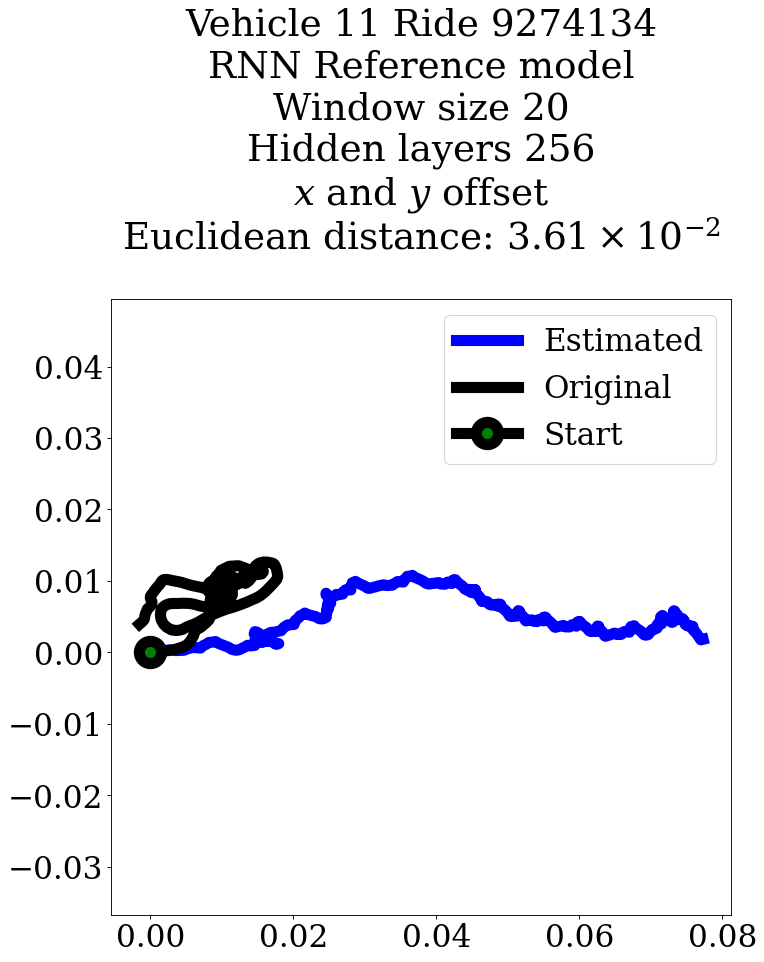 Vehicle 11 Ride 9274134
RNN Reference model
Window size 20
Hidden layers 256
x and y offset
Euclidean distance: 3.61 × 10⁻²
Estimated
Original
Start
0.04
0.03
0.02
0.01
0.00
−0.01
−0.02
−0.03
0.00 0.02 0.04 0.06 0.08